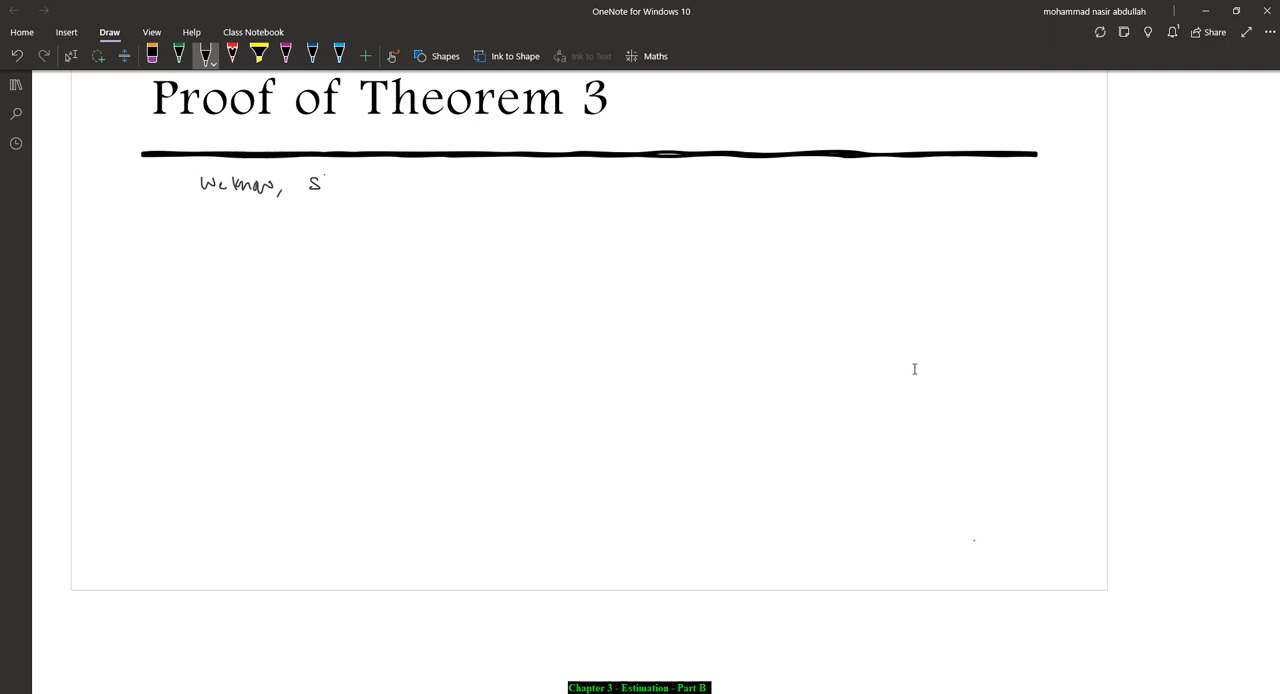 OneNote for Windows 10
mohammad nasir abdullah
Home Insert Draw View Help Class Notebook
Share
Shapes Ink to Shape Ink to Text Maths
Proof of Theorem 3
We know, S
Chapter 3 - Estimation - Part B